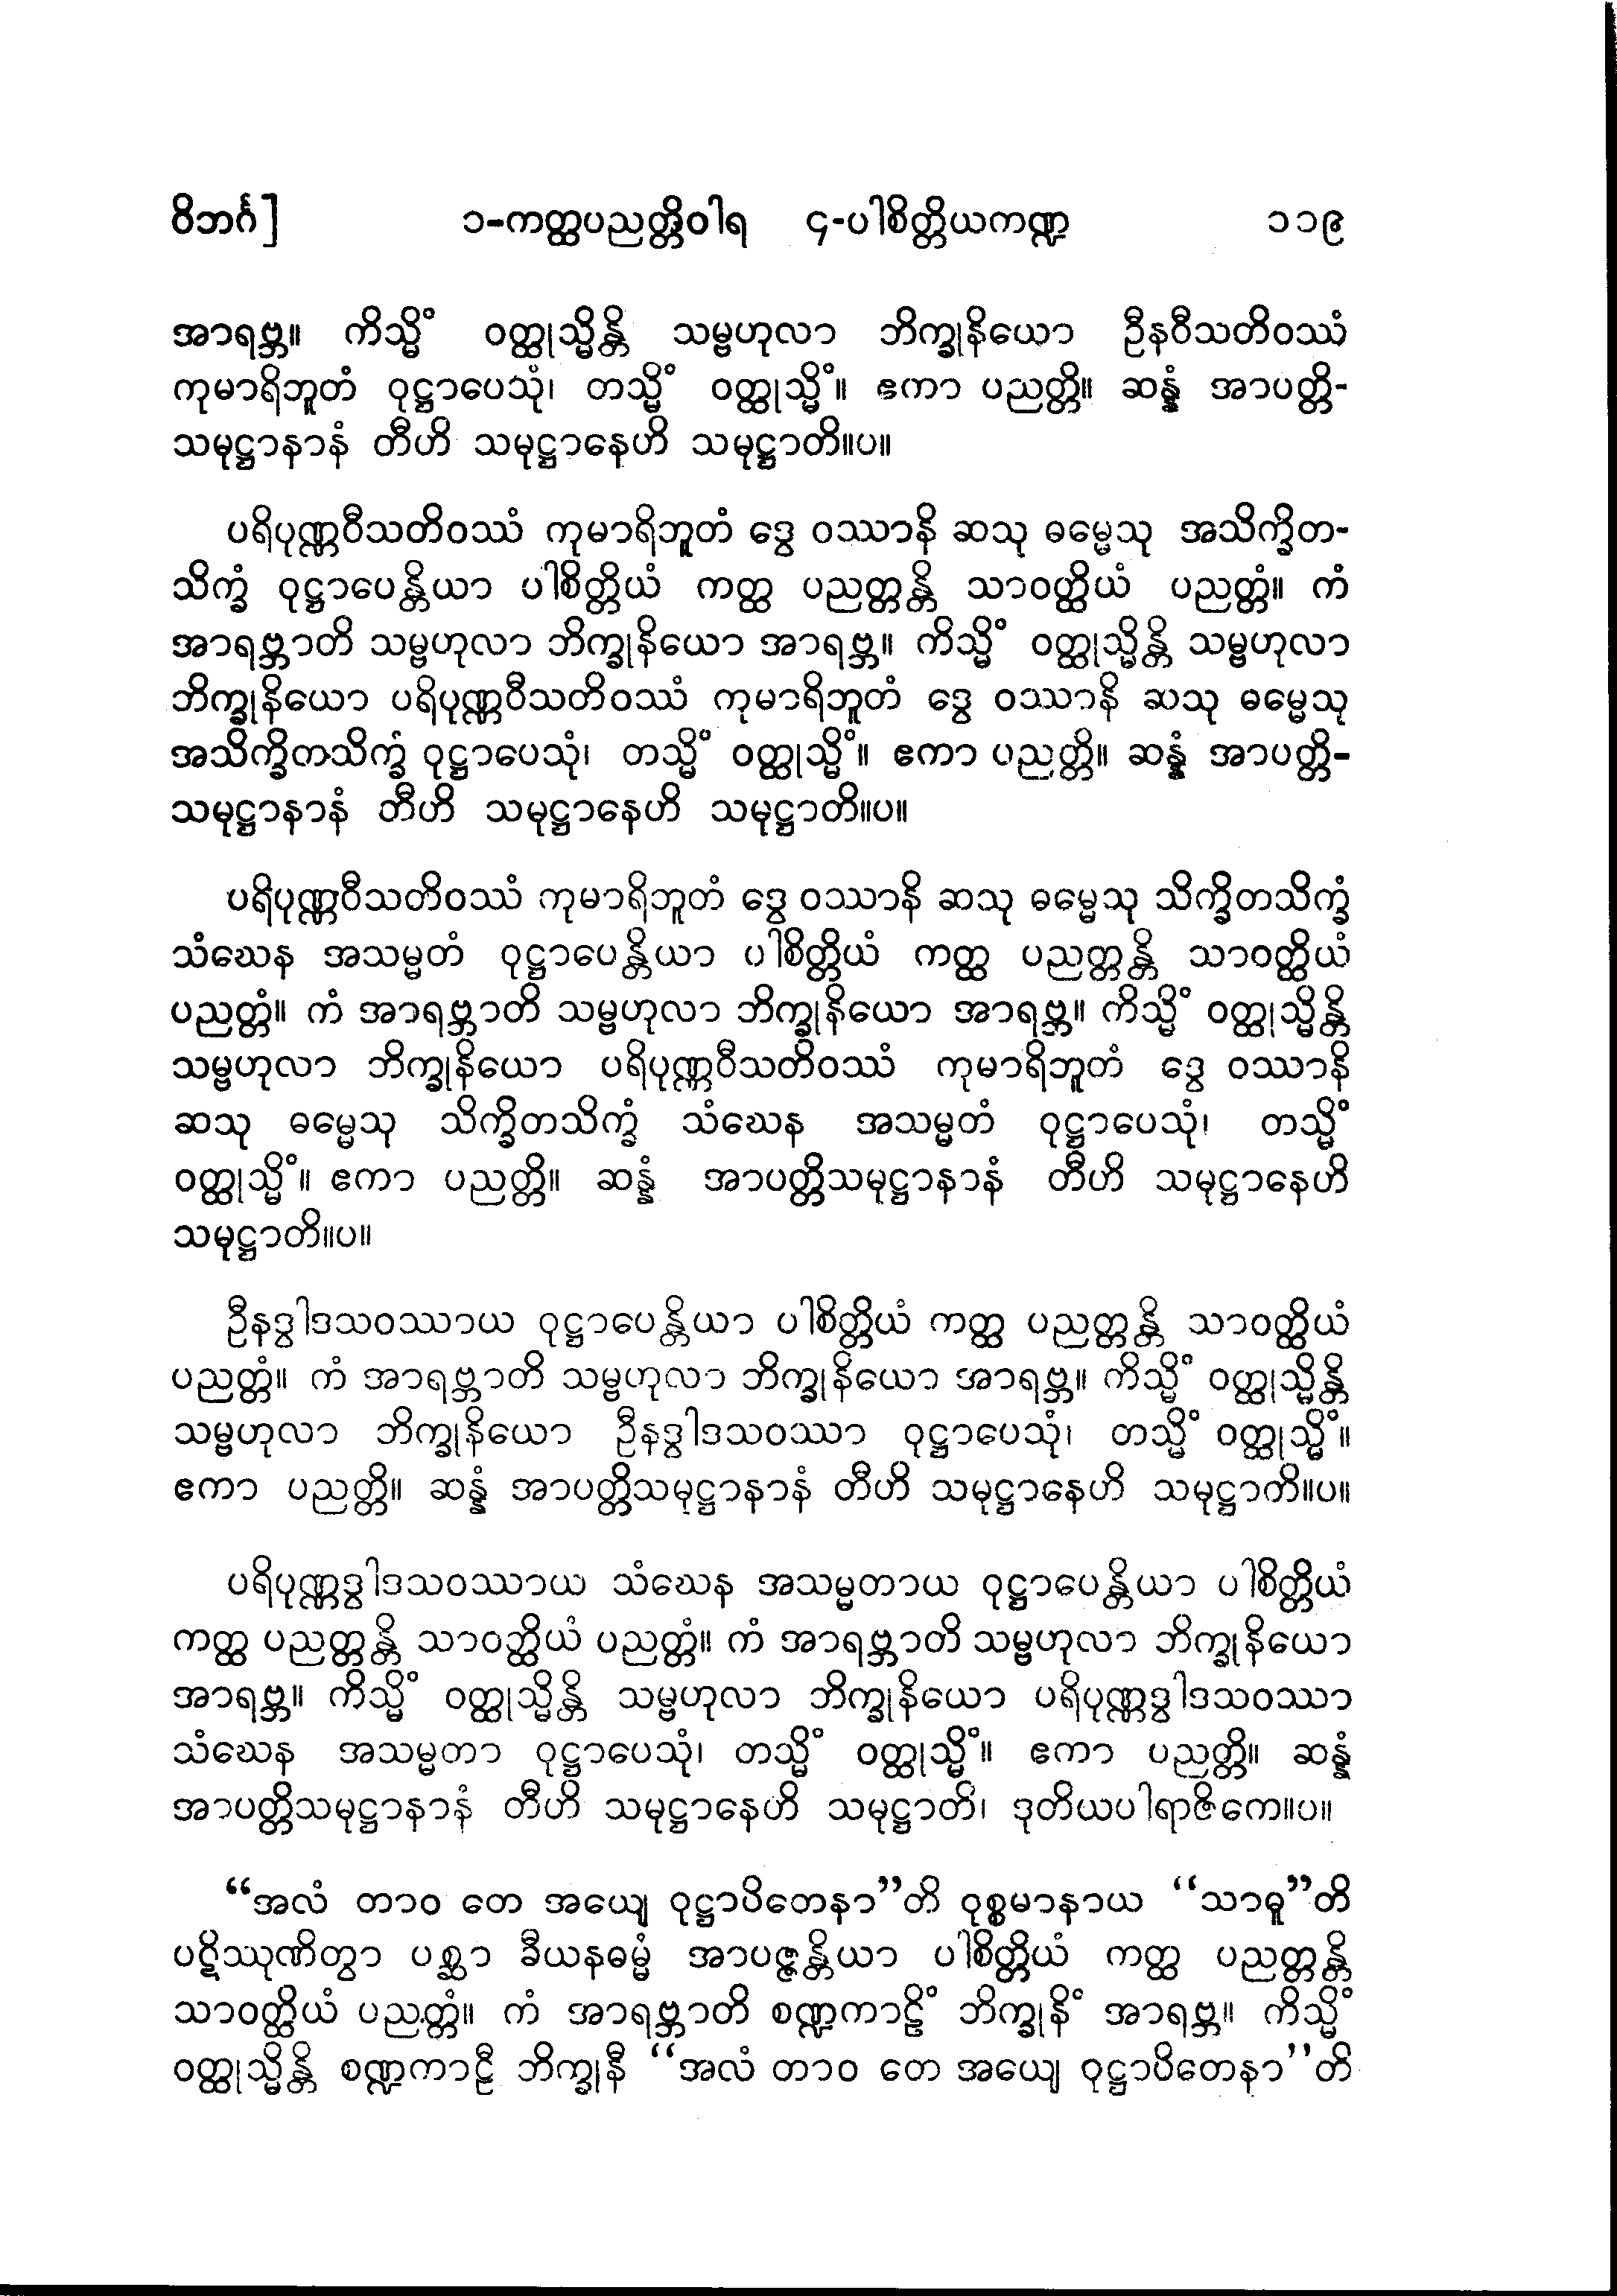 ဝိဘင်္ဂ] ၁-ကတ္ထပညတ္တိဝါရ ၄-ပါစိတ္တိယကဏ္ဍ ၁၁၉
အာရဗ္ဘ။ ကိသ္မိံ ဝတ္ထုသ္မိန္တိ သမ္ဗဟုလာ ဘိက္ခုနိယော ဦနဝီသတိဝဿံ
ကုမာရိဘူတံ ဝုဋ္ဌာပေသုံ၊ တသ္မိံ ဝတ္ထုသ္မိံ။ ဧကာ ပညတ္တိ။ ဆန္နံ အာပတ္တိ-
သမုဋ္ဌာနာနံ တီဟိ သမုဋ္ဌာနေဟိ သမုဋ္ဌာတိ။ပ။
ပရိပုဏ္ဏဝီသတိဝဿံ ကုမာရိဘူတံ ဒွေ ဝဿာနိ ဆသု ဓမ္မေသု အသိက္ခိတ-
သိက္ခံ ဝုဋ္ဌာပေန္တိယာ ပါစိတ္တိယံ ကတ္ထ ပညတ္တန္တိ သာဝတ္ထိယံ ပညတ္တံ။ ကံ
အာရဗ္ဘာတိ သမ္ဗဟုလာ ဘိက္ခုနိယော အာရဗ္ဘ။ ကိသ္မိံ ဝတ္ထုသ္မိန္တိ သမ္ဗဟုလာ
ဘိက္ခုနိယော ပရိပုဏ္ဏဝီသတိဝဿံ ကုမာရိဘူတံ ဒွေ ဝဿာနိ ဆသု ဓမ္မေသု
အသိက္ခိတသိက္ခံ ဝုဋ္ဌာပေသုံ၊ တသ္မိံ ဝတ္ထုသ္မိံ။ ဧကာ ပညတ္တိ။ ဆန္နံ အာပတ္တိ-
သမုဋ္ဌာနာနံ တီဟိ သမုဋ္ဌာနေဟိ သမုဋ္ဌာတိ။ပ။
ပရိပုဏ္ဏဝီသတိဝဿံ ကုမာရိဘူတံ ဒွေ ဝဿာနိ ဆသု ဓမ္မေသု သိက္ခိတသိက္ခံ
သံဃေန အသမ္မတံ ဝုဋ္ဌာပေန္တိယာ ပါစိတ္တိယံ ကတ္ထ ပညတ္တန္တိ သာဝတ္ထိယံ
ပညတ္တံ။ ကံ အာရဗ္ဘာတိ သမ္ဗဟုလာ ဘိက္ခုနိယော အာရဗ္ဘ။ ကိသ္မိံ ဝတ္ထုသ္မိန္တိ
သမ္ဗဟုလာ ဘိက္ခုနိယော ပရိပုဏ္ဏဝီသတိဝဿံ ကုမာရိဘူတံ ဒွေ ဝဿာနိ
ဆသု ဓမ္မေသု သိက္ခိတသိက္ခံ သံဃေန အသမ္မတံ ဝုဋ္ဌာပေသုံ၊ တသ္မိံ
ဝတ္ထုသ္မိံ။ ဧကာ ပညတ္တိ။ ဆန္နံ အာပတ္တိသမုဋ္ဌာနာနံ တီဟိ သမုဋ္ဌာနေဟိ
သမုဋ္ဌာတိ။ပ။
ဦနဒွါဒသဝဿာယ ဝုဋ္ဌာပေန္တိယာ ပါစိတ္တိယံ ကတ္ထ ပညတ္တန္တိ သာဝတ္ထိယံ
ပညတ္တံ။ ကံ အာရဗ္ဘာတိ သမ္ဗဟုလာ ဘိက္ခုနိယော အာရဗ္ဘ။ ကိသ္မိံ ဝတ္ထုသ္မိန္တိ
သမ္ဗဟုလာ ဘိက္ခုနိယော ဦနဒွါဒသဝဿာ ဝုဋ္ဌာပေသုံ၊ တသ္မိံ ဝတ္ထုသ္မိံ။
ဧကာ ပညတ္တိ။ ဆန္နံ အာပတ္တိသမုဋ္ဌာနာနံ တီဟိ သမုဋ္ဌာနေဟိ သမုဋ္ဌာတိ။ပ။
ပရိပုဏ္ဏဒွါဒသဝဿာယ သံဃေန အသမ္မတာယ ဝုဋ္ဌာပေန္တိယာ ပါစိတ္တိယံ
ကတ္ထ ပညတ္တန္တိ သာဝတ္ထိယံ ပညတ္တံ။ ကံ အာရဗ္ဘာတိ သမ္ဗဟုလာ ဘိက္ခုနိယော
အာရဗ္ဘ။ ကိသ္မိံ ဝတ္ထုသ္မိန္တိ သမ္ဗဟုလာ ဘိက္ခုနိယော ပရိပုဏ္ဏဒွါဒသဝဿာ
သံဃေန အသမ္မတာ ဝုဋ္ဌာပေသုံ၊ တသ္မိံ ဝတ္ထုသ္မိံ။ ဧကာ ပညတ္တိ။ ဆန္နံ
အာပတ္တိသမုဋ္ဌာနာနံ တီဟိ သမုဋ္ဌာနေဟိ သမုဋ္ဌာတိ၊ ဒုတိယပါရာဇိကေ။ပ။
“အလံ တာဝ တေ အယျေ ဝုဋ္ဌာပိတေနာ”တိ ဝုစ္စမာနာယ “သာဓူ”တိ
ပဋိဿုဏိတွာ ပစ္ဆာ ခီယနဓမ္မံ အာပဇ္ဇန္တိယာ ပါစိတ္တိယံ ကတ္ထ ပညတ္တန္တိ
သာဝတ္ထိယံ ပညတ္တံ။ ကံ အာရဗ္ဘာတိ စဏ္ဍကာဠိံ ဘိက္ခုနိံ အာရဗ္ဘ။ ကိသ္မိံ
ဝတ္ထုသ္မိန္တိ စဏ္ဍကာဠီ ဘိက္ခုနီ “အလံ တာဝ တေ အယျေ ဝုဋ္ဌာပိတေနာ”တိ